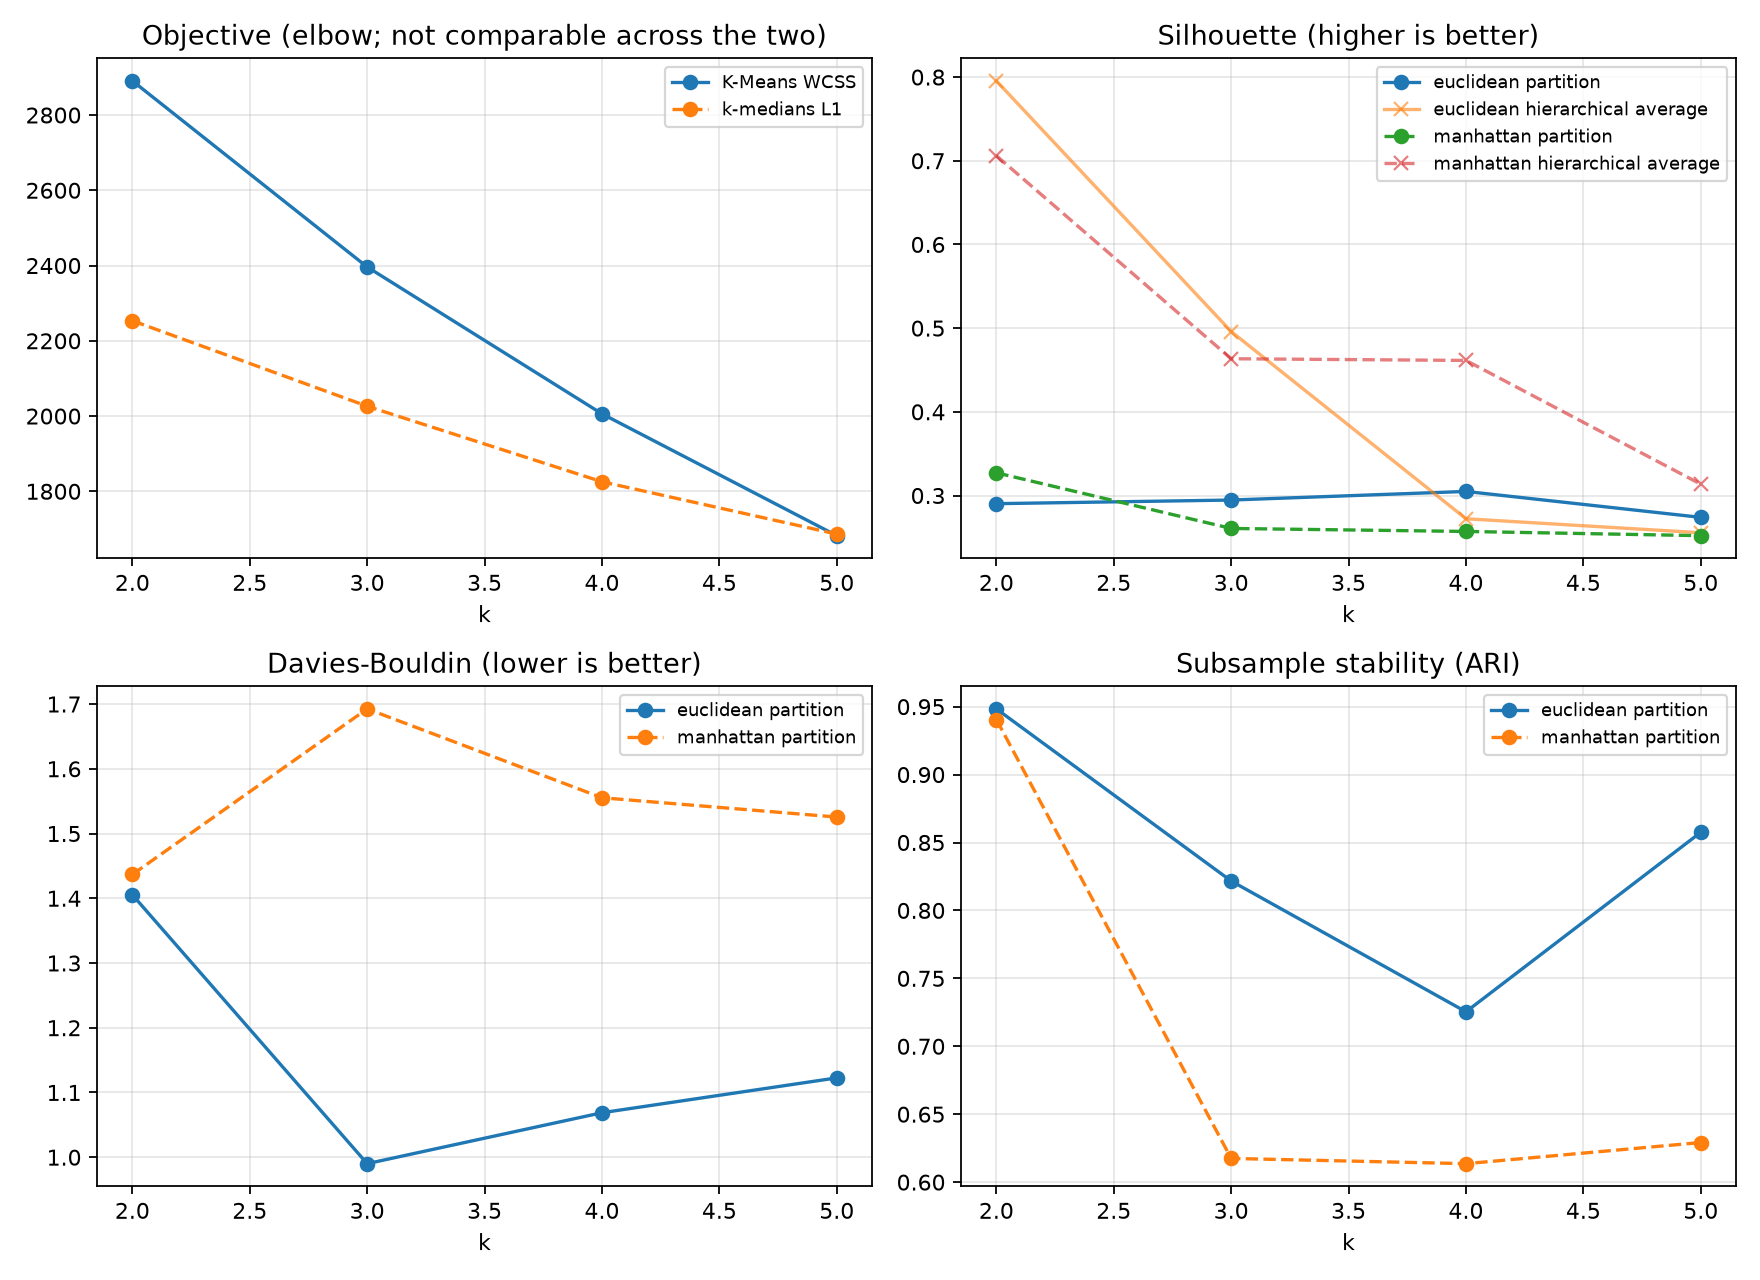 Objective (elbow; not comparable across the two)
K-Means WCSS
k-medians L1
2800
2600
2400
2200
2000
1800
2.0 2.5 3.0 3.5 4.0 4.5 5.0
k
Silhouette (higher is better)
euclidean partition
euclidean hierarchical average
manhattan partition
manhattan hierarchical average
0.8
0.7
0.6
0.5
0.4
0.3
2.0 2.5 3.0 3.5 4.0 4.5 5.0
k
Davies-Bouldin (lower is better)
euclidean partition
manhattan partition
1.7
1.6
1.5
1.4
1.3
1.2
1.1
1.0
2.0 2.5 3.0 3.5 4.0 4.5 5.0
k
Subsample stability (ARI)
euclidean partition
manhattan partition
0.95
0.90
0.85
0.80
0.75
0.70
0.65
0.60
2.0 2.5 3.0 3.5 4.0 4.5 5.0
k